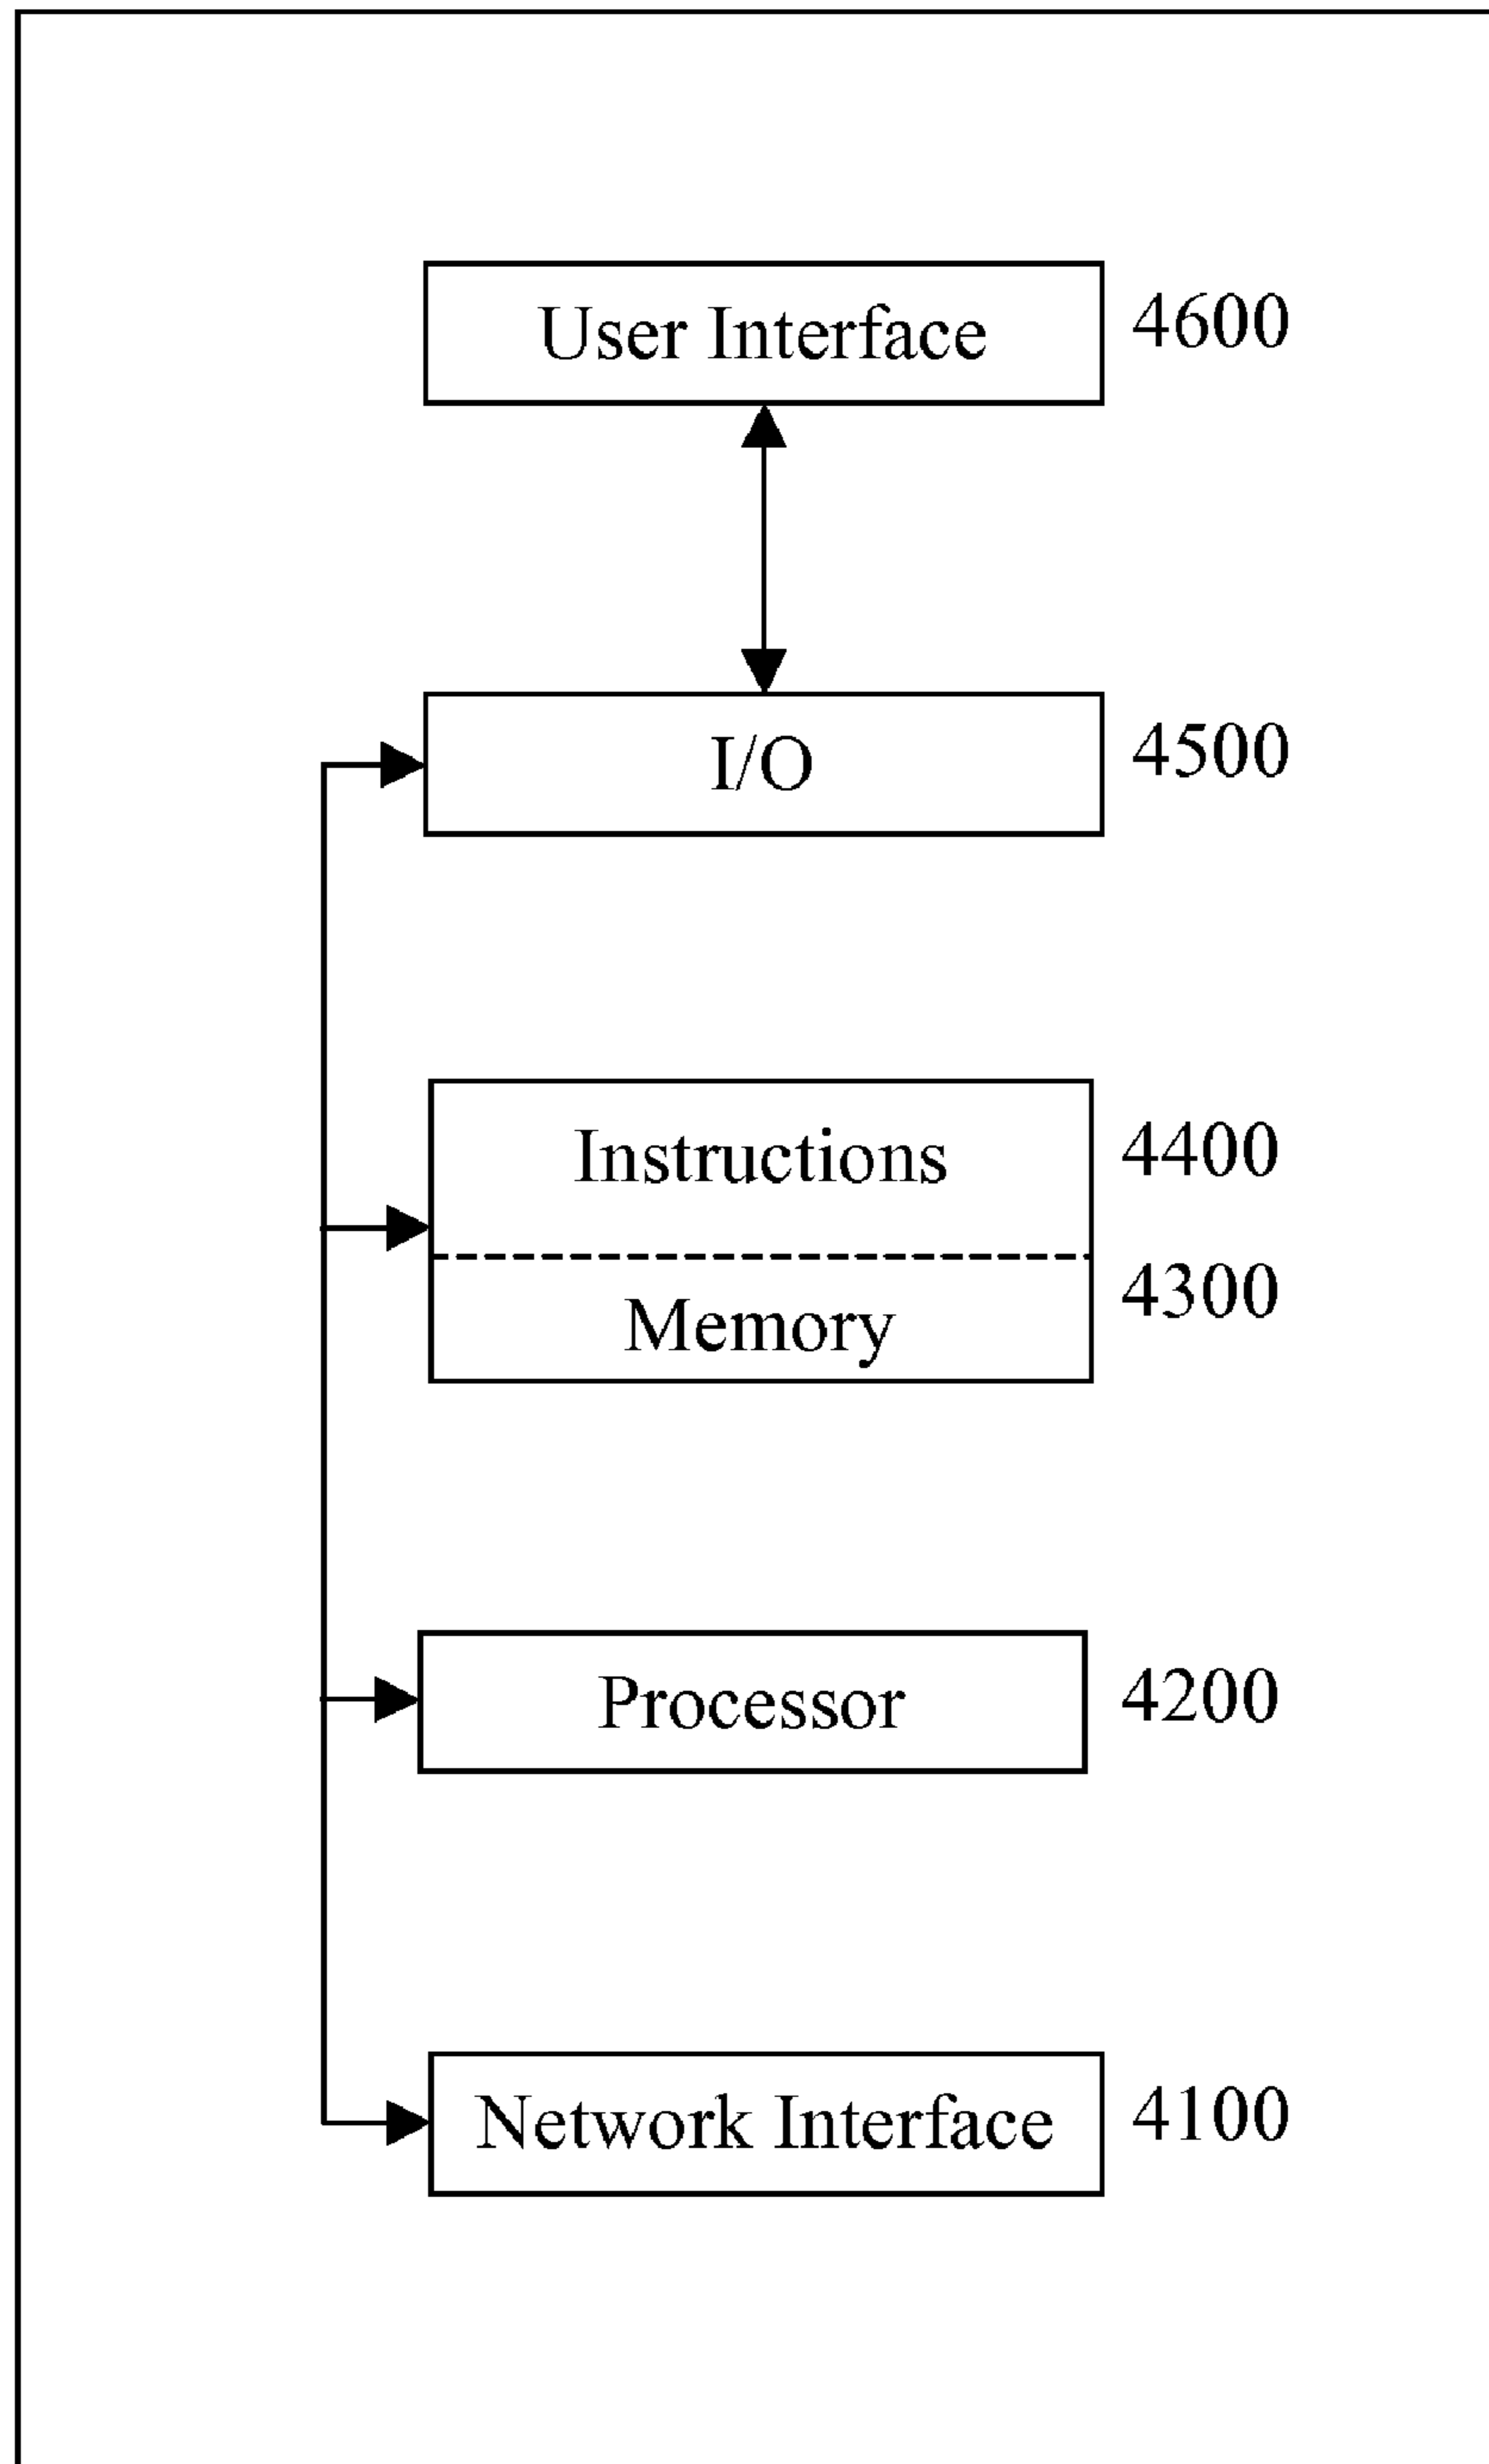 User Interface 4600
I/O 4500
Instructions 4400
Memory 4300
Processor 4200
Network Interface 4100